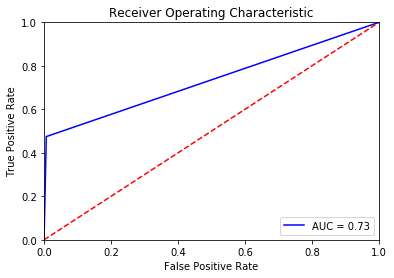 Receiver Operating Characteristic
True Positive Rate
1.0
0.8
0.6
0.4
0.2
0.0
0.0 0.2 0.4 0.6 0.8 1.0
False Positive Rate
AUC = 0.73